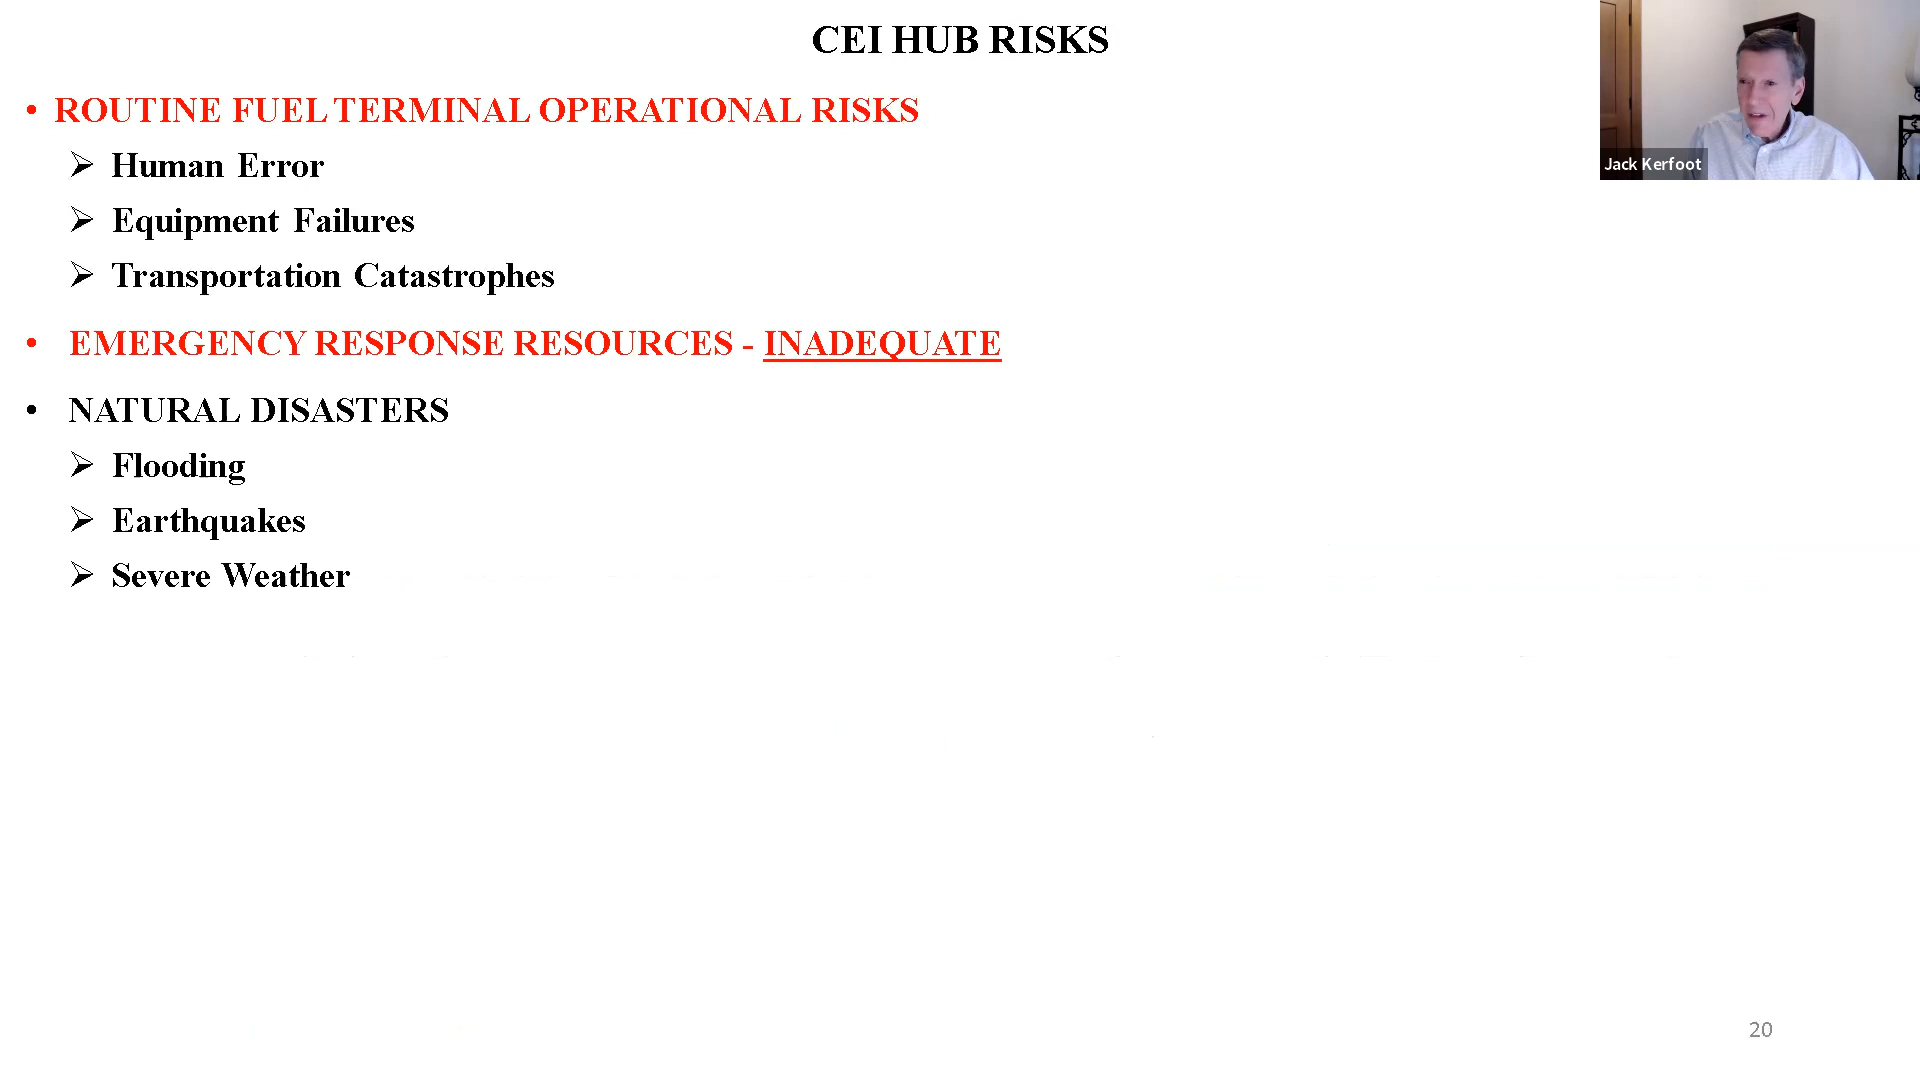 CEI HUB RISKS
• ROUTINE FUEL TERMINAL OPERATIONAL RISKS
➢ Human Error
➢ Equipment Failures
➢ Transportation Catastrophes
• EMERGENCY RESPONSE RESOURCES - INADEQUATE
• NATURAL DISASTERS
➢ Flooding
➢ Earthquakes
➢ Severe Weather
Jack Kerfoot
20